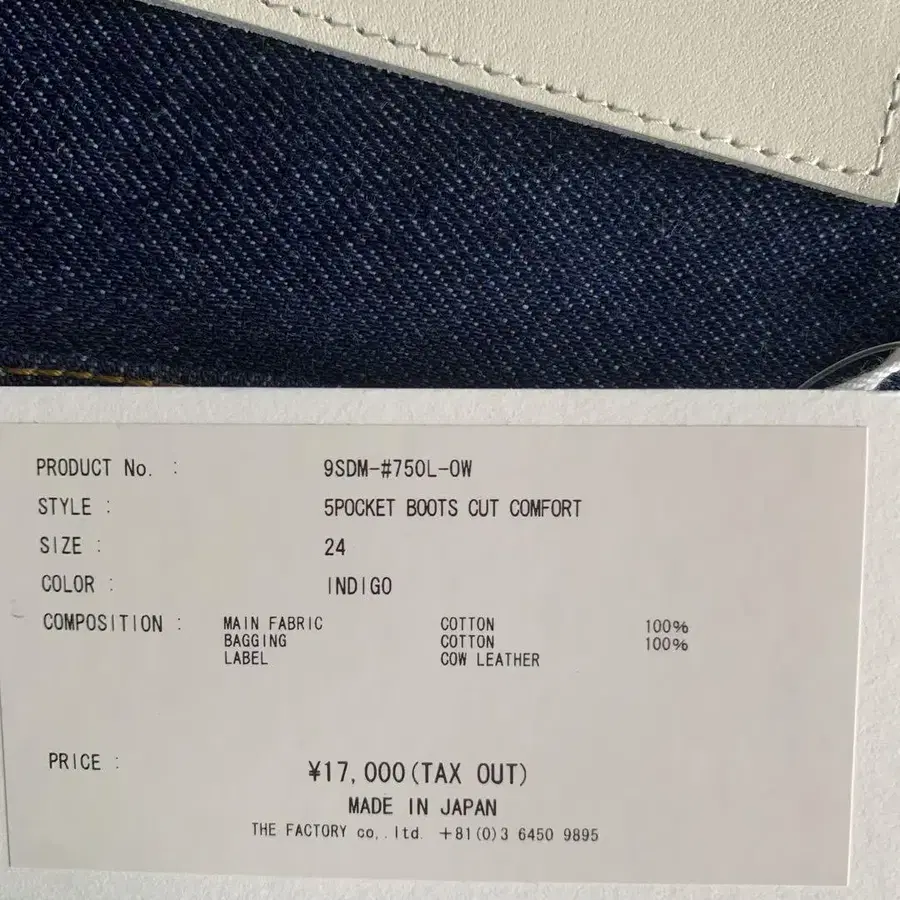 PRODUCT No. : 9SDM-#750L-OW
STYLE : 5POCKET BOOTS CUT COMFORT
SIZE : 24
COLOR : INDIGO
COMPOSITION : MAIN FABRIC COTTON 100%
BAGGING COTTON 100%
LABEL COW LEATHER
PRICE : ¥17,000(TAX OUT)
MADE IN JAPAN
THE FACTORY co,.ltd. +81(0)3 6450 9895